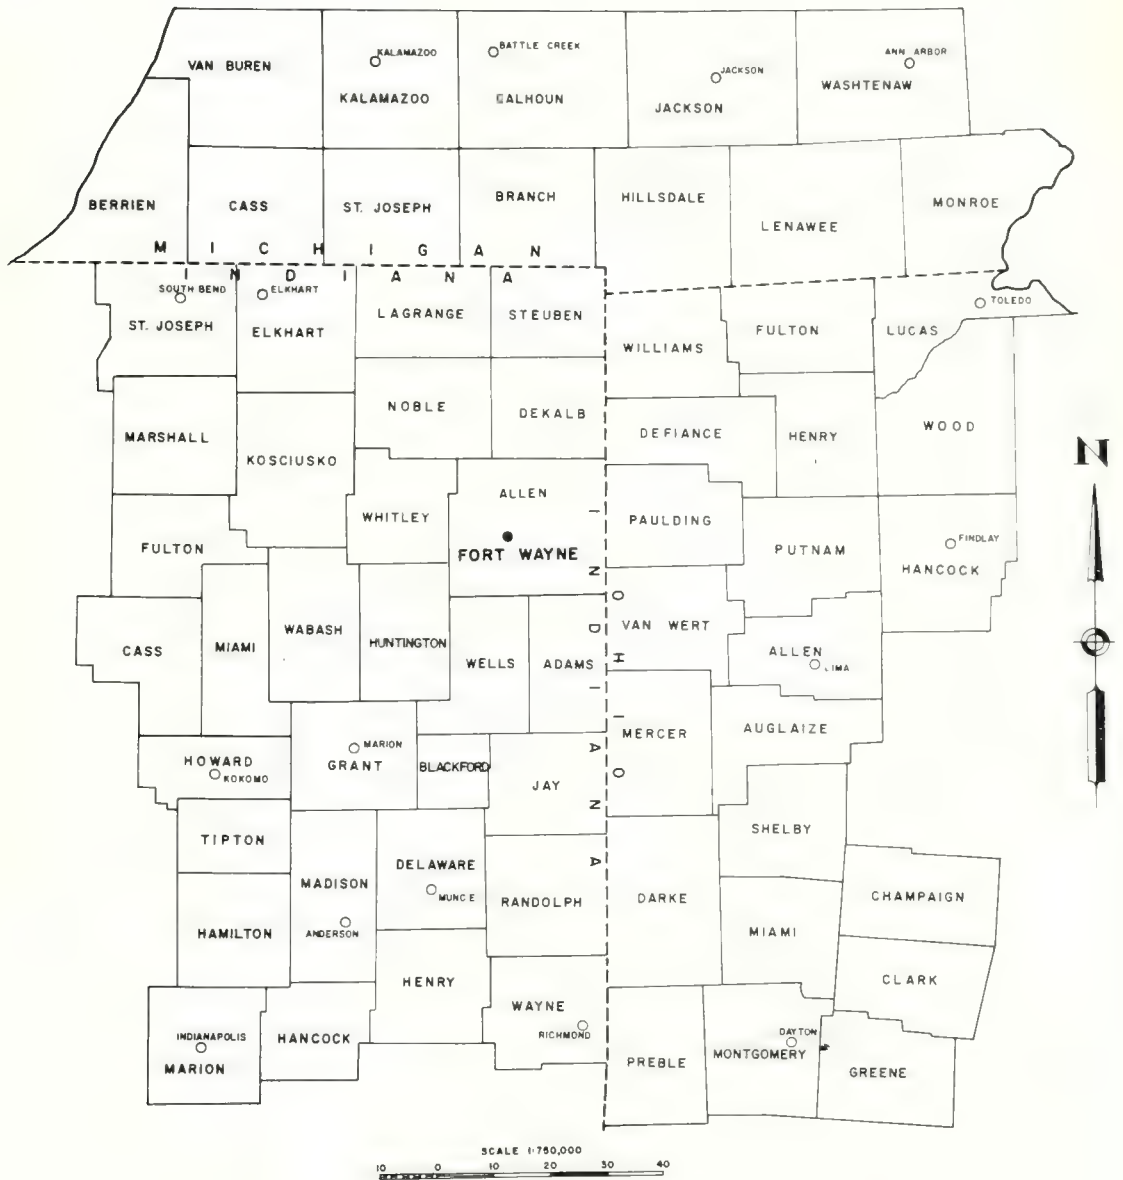 KALAMAZOO
BATTLE CREEK
ANN ARBOR
VAN BUREN
JACKSON
WASHTENAW
KALAMAZOO
CALHOUN
JACKSON
BERRIEN
CASS
ST. JOSEPH
BRANCH
HILLSDALE
LENAWEE
MONROE
MICHIGAN
INDIANA
SOUTH BEND
ELKHART
TOLEDO
ST. JOSEPH
ELKHART
LAGRANGE
STEUBEN
WILLIAMS
FULTON
LUCAS
NOBLE
DEKALB
MARSHALL
KOSCIUSKO
DEFIANCE
HENRY
WOOD
N
ALLEN
WHITLEY
PAULDING
FORT WAYNE
FULTON
PUTNAM
FINDLAY
HANCOCK
INDIANA
OHIO
CASS
MIAMI
WABASH
HUNTINGTON
WELLS
ADAMS
VAN WERT
ALLEN
LIMA
MERCER
AUGLAIZE
HOWARD
KOKOMO
MARION
GRANT
BLACKFORD
JAY
TIPTON
SHELBY
MADISON
DELAWARE
MUNCIE
RANDOLPH
DARKE
CHAMPAIGN
HAMILTON
ANDERSON
MIAMI
HENRY
CLARK
WAYNE
RICHMOND
INDIANAPOLIS
MARION
HANCOCK
PREBLE
DAYTON
MONTGOMERY
GREENE
SCALE 1:750,000
10 0 10 20 30 40